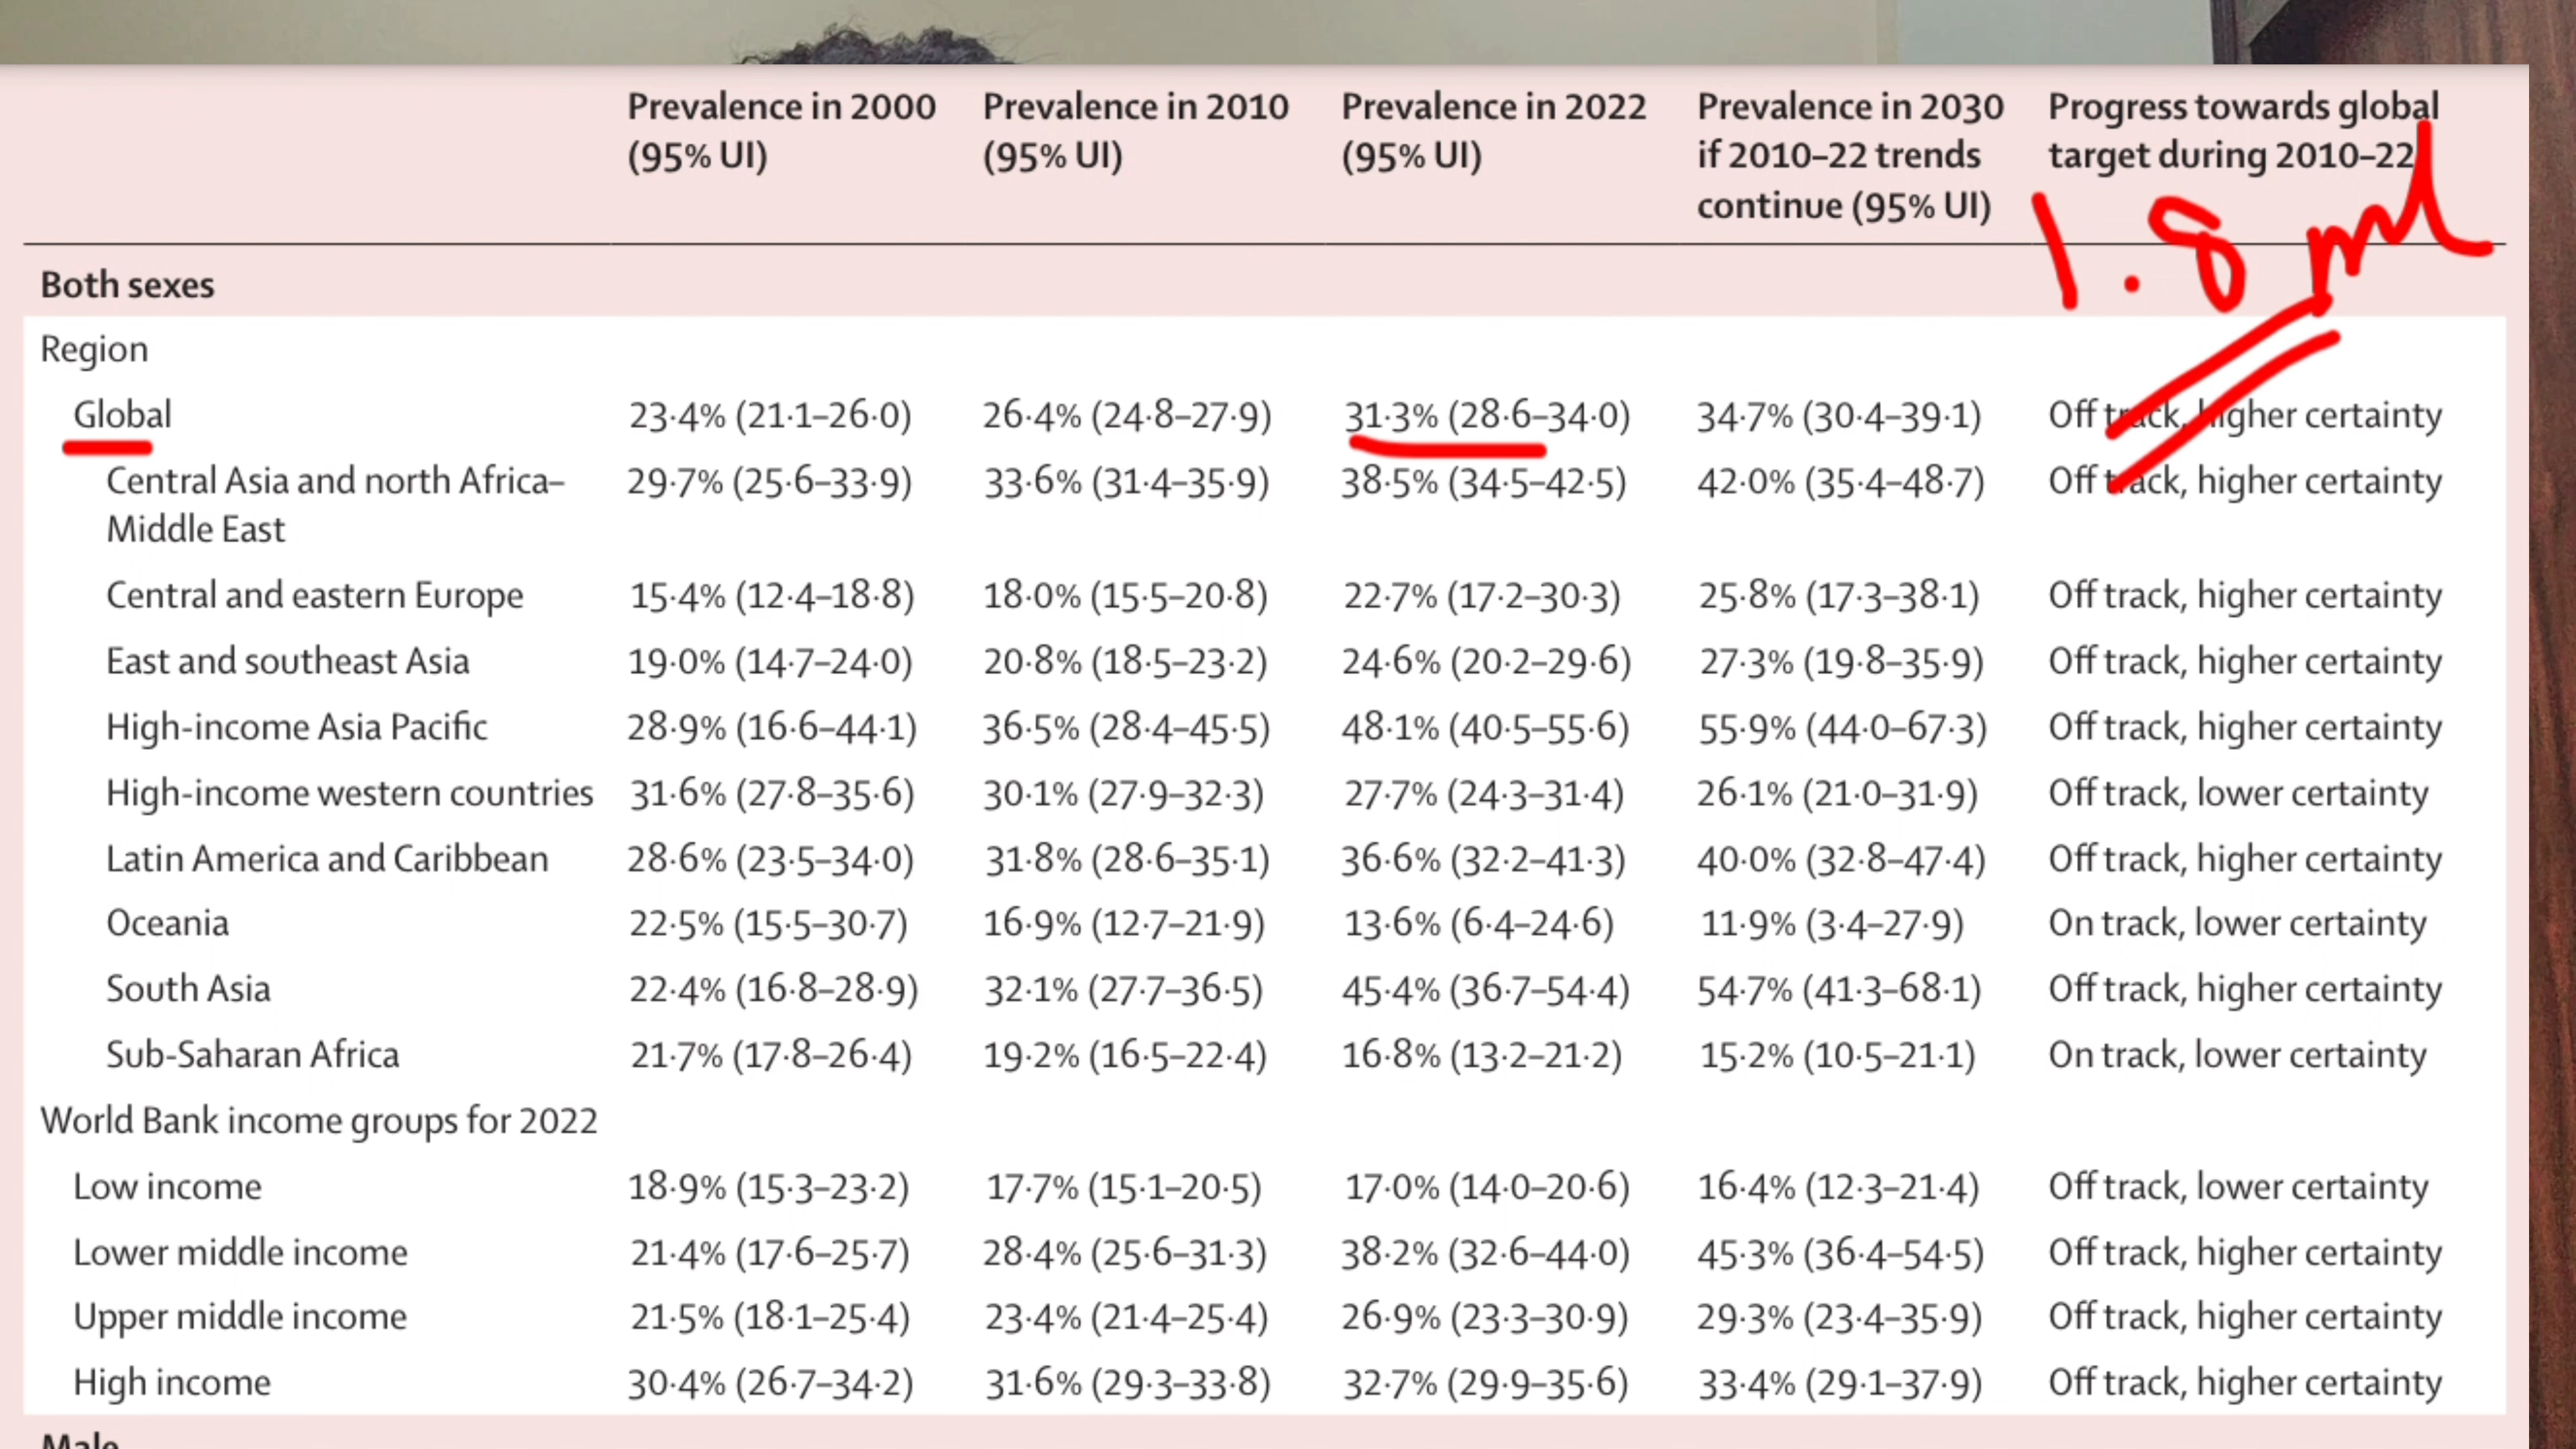 Prevalence in 2000 (95% UI) Prevalence in 2010 (95% UI) Prevalence in 2022 (95% UI) Prevalence in 2030 if 2010–22 trends continue (95% UI) Progress towards global target during 2010–22
1.8 ml
Both sexes
Region
Global 23·4% (21·1–26·0) 26·4% (24·8–27·9) 31·3% (28·6–34·0) 34·7% (30·4–39·1) Off track, higher certainty
Central Asia and north Africa–Middle East 29·7% (25·6–33·9) 33·6% (31·4–35·9) 38·5% (34·5–42·5) 42·0% (35·4–48·7) Off track, higher certainty
Central and eastern Europe 15·4% (12·4–18·8) 18·0% (15·5–20·8) 22·7% (17·2–30·3) 25·8% (17·3–38·1) Off track, higher certainty
East and southeast Asia 19·0% (14·7–24·0) 20·8% (18·5–23·2) 24·6% (20·2–29·6) 27·3% (19·8–35·9) Off track, higher certainty
High-income Asia Pacific 28·9% (16·6–44·1) 36·5% (28·4–45·5) 48·1% (40·5–55·6) 55·9% (44·0–67·3) Off track, higher certainty
High-income western countries 31·6% (27·8–35·6) 30·1% (27·9–32·3) 27·7% (24·3–31·4) 26·1% (21·0–31·9) Off track, lower certainty
Latin America and Caribbean 28·6% (23·5–34·0) 31·8% (28·6–35·1) 36·6% (32·2–41·3) 40·0% (32·8–47·4) Off track, higher certainty
Oceania 22·5% (15·5–30·7) 16·9% (12·7–21·9) 13·6% (6·4–24·6) 11·9% (3·4–27·9) On track, lower certainty
South Asia 22·4% (16·8–28·9) 32·1% (27·7–36·5) 45·4% (36·7–54·4) 54·7% (41·3–68·1) Off track, higher certainty
Sub-Saharan Africa 21·7% (17·8–26·4) 19·2% (16·5–22·4) 16·8% (13·2–21·2) 15·2% (10·5–21·1) On track, lower certainty
World Bank income groups for 2022
Low income 18·9% (15·3–23·2) 17·7% (15·1–20·5) 17·0% (14·0–20·6) 16·4% (12·3–21·4) Off track, lower certainty
Lower middle income 21·4% (17·6–25·7) 28·4% (25·6–31·3) 38·2% (32·6–44·0) 45·3% (36·4–54·5) Off track, higher certainty
Upper middle income 21·5% (18·1–25·4) 23·4% (21·4–25·4) 26·9% (23·3–30·9) 29·3% (23·4–35·9) Off track, higher certainty
High income 30·4% (26·7–34·2) 31·6% (29·3–33·8) 32·7% (29·9–35·6) 33·4% (29·1–37·9) Off track, higher certainty
Male